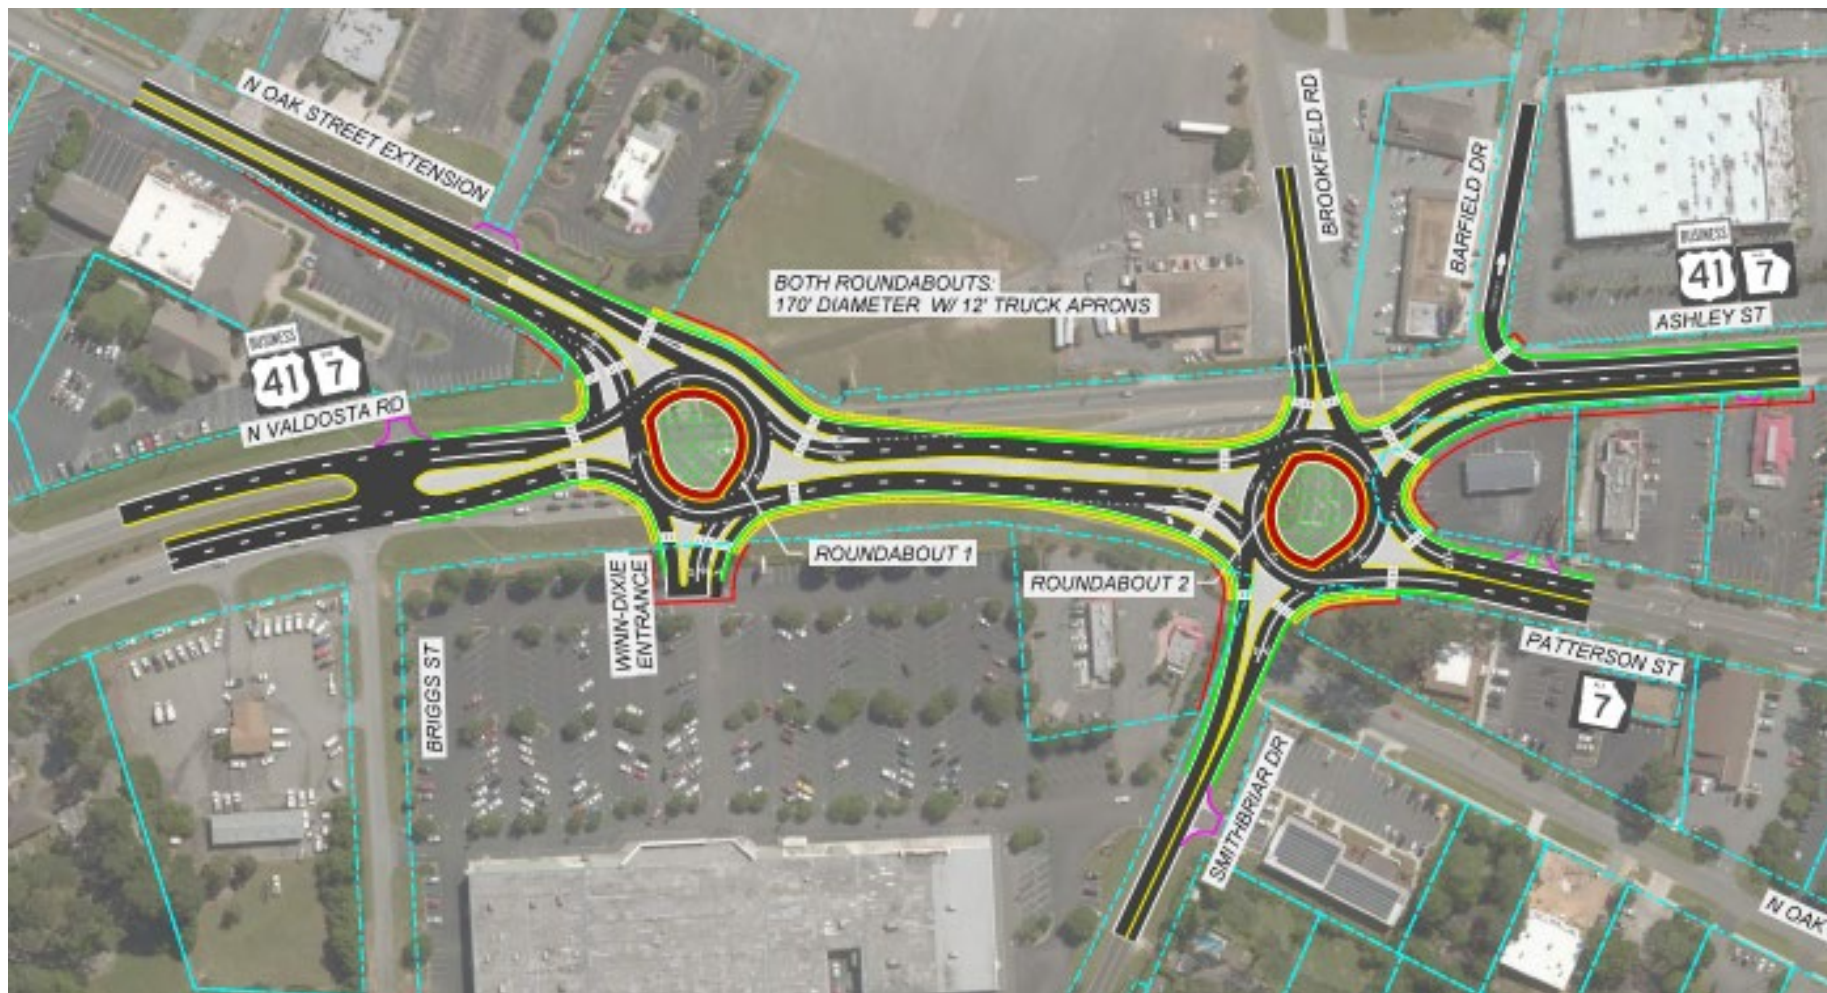 N OAK STREET EXTENSION
BROOKFIELD RD
BARFIELD DR
BUSINESS
41
7
ASHLEY ST
BOTH ROUNDABOUTS:
170' DIAMETER W/ 12' TRUCK APRONS
BUSINESS
41
7
N VALDOSTA RD
ROUNDABOUT 1
ROUNDABOUT 2
WINN-DIXIE
ENTRANCE
BRIGGS ST
PATTERSON ST
7
SMITHBRIAR DR
N OAK